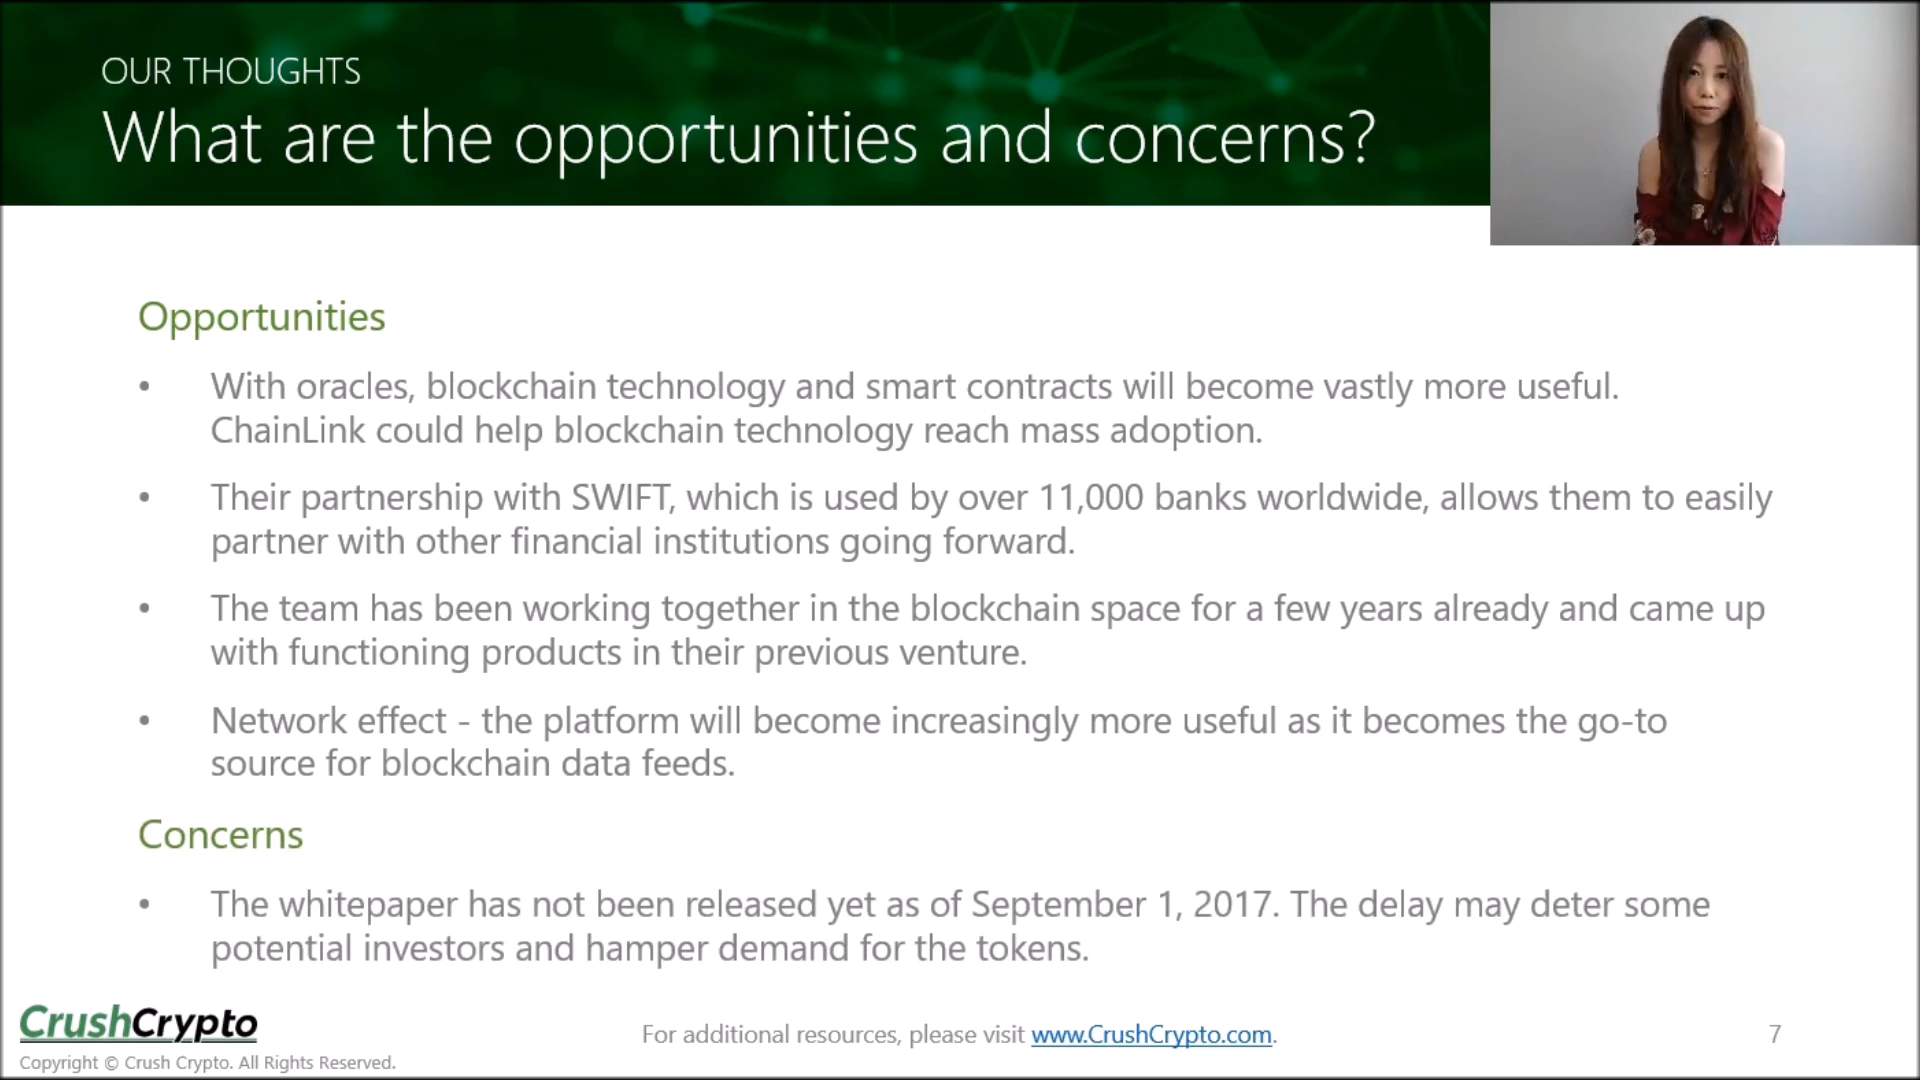 OUR THOUGHTS
What are the opportunities and concerns?
Opportunities
• With oracles, blockchain technology and smart contracts will become vastly more useful.
ChainLink could help blockchain technology reach mass adoption.
• Their partnership with SWIFT, which is used by over 11,000 banks worldwide, allows them to easily
partner with other financial institutions going forward.
• The team has been working together in the blockchain space for a few years already and came up
with functioning products in their previous venture.
• Network effect - the platform will become increasingly more useful as it becomes the go-to
source for blockchain data feeds.
Concerns
• The whitepaper has not been released yet as of September 1, 2017. The delay may deter some
potential investors and hamper demand for the tokens.
CrushCrypto
Copyright © Crush Crypto. All Rights Reserved.
For additional resources, please visit www.CrushCrypto.com.
7